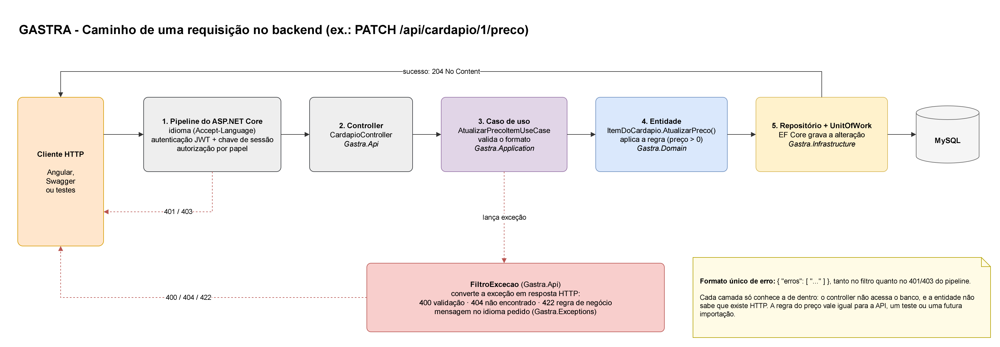 GASTRA - Caminho de uma requisição no backend (ex.: PATCH /api/cardapio/1/preco)
sucesso: 204 No Content
Cliente HTTP
Angular,
Swagger
ou testes
1. Pipeline do ASP.NET Core
idioma (Accept-Language)
autenticação JWT + chave de sessão
autorização por papel
2. Controller
CardapioController
Gastra.Api
3. Caso de uso
AtualizarPrecoItemUseCase
valida o formato
Gastra.Application
4. Entidade
ItemDoCardapio.AtualizarPreco()
aplica a regra (preço > 0)
Gastra.Domain
5. Repositório + UnitOfWork
EF Core grava a alteração
Gastra.Infrastructure
MySQL
401 / 403
lança exceção
400 / 404 / 422
FiltroExcecao (Gastra.Api)
converte a exceção em resposta HTTP:
400 validação · 404 não encontrado · 422 regra de negócio
mensagem no idioma pedido (Gastra.Exceptions)
Formato único de erro: { "erros": [ "..." ] }, tanto no filtro quanto no 401/403 do pipeline.
Cada camada só conhece a de dentro: o controller não acessa o banco, e a entidade não
sabe que existe HTTP. A regra do preço vale igual para a API, um teste ou uma futura
importação.